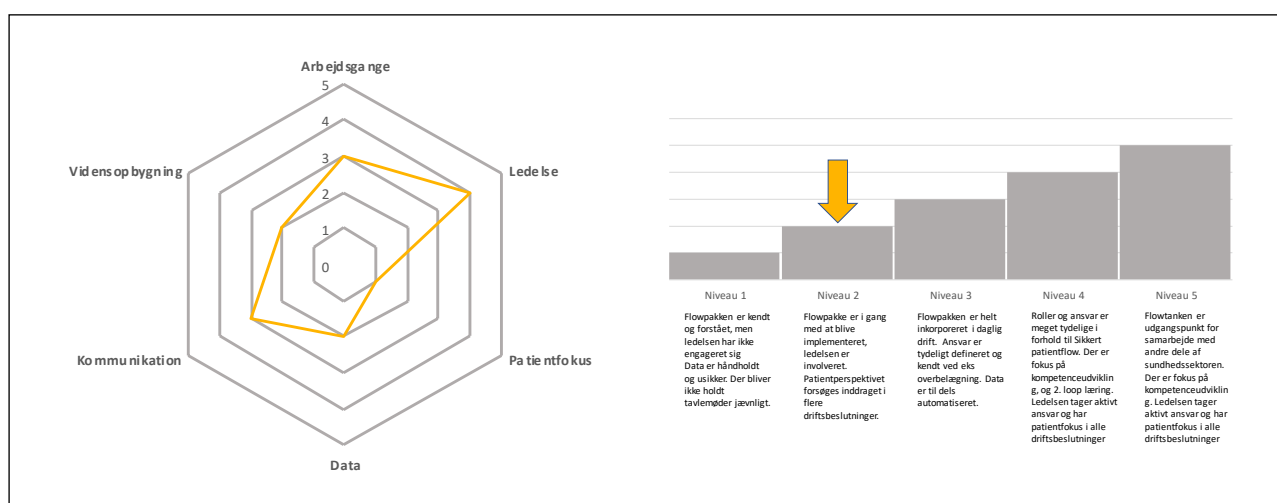 Arbejdsgange
5
4
3
2
1
0
Vidensopbygning
Ledelse
Kommunikation
Patientfokus
Data
Niveau 1
Flowpakken er kendt
og forstået, men
ledelsen har ikke
engageret sig
Data er håndholdt
og usikker. Der bliver
ikke holdt
tavlemøder jævnligt.
Niveau 2
Flowpakke er i gang
med at blive
implementeret,
ledelsen er
involveret.
Patientperspektivet
forsøges inddraget i
flere
driftsbeslutninger.
Niveau 3
Flowpakken er helt
inkorporeret i daglig
drift. Ansvar er
tydeligt defineret og
kendt ved eks
overbelægning. Data
er til dels
automatiseret.
Niveau 4
Roller og ansvar er
meget tydelige i
forhold til Sikkert
patientflow. Der er
fokus på
kompetenceudviklin
g, og 2. loop læring.
Ledelsen tager aktivt
ansvar og har
patientfokus i alle
driftsbeslutninger
Niveau 5
Flowtanken er
udgangspunkt for
samarbejde med
andre dele af
sundhedssektoren.
Der er fokus på
kompetenceudviklin
g. Ledelsen tager
aktivt ansvar og har
patientfokus i alle
driftsbeslutninger